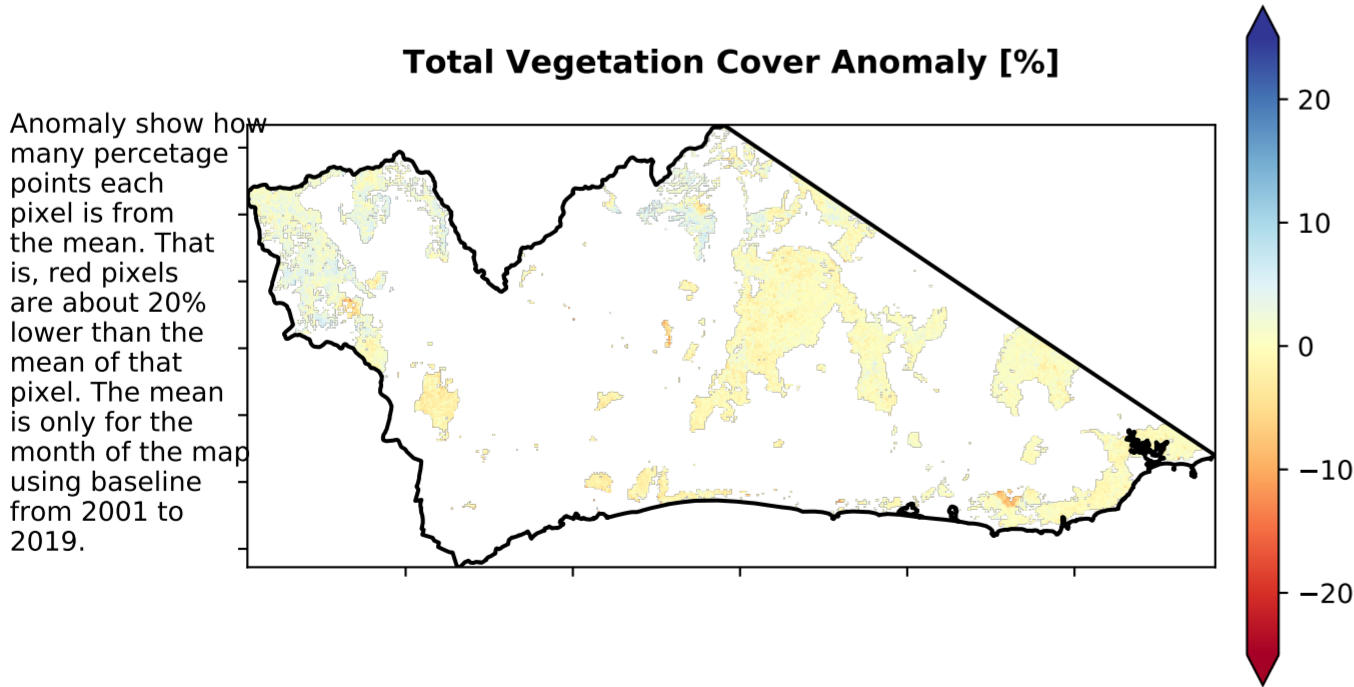 Total Vegetation Cover Anomaly [%]
Anomaly show how
many percetage
points each
pixel is from
the mean. That
is, red pixels
are about 20%
lower than the
mean of that
pixel. The mean
is only for the
month of the map
using baseline
from 2001 to
2019.
20
10
0
−10
−20